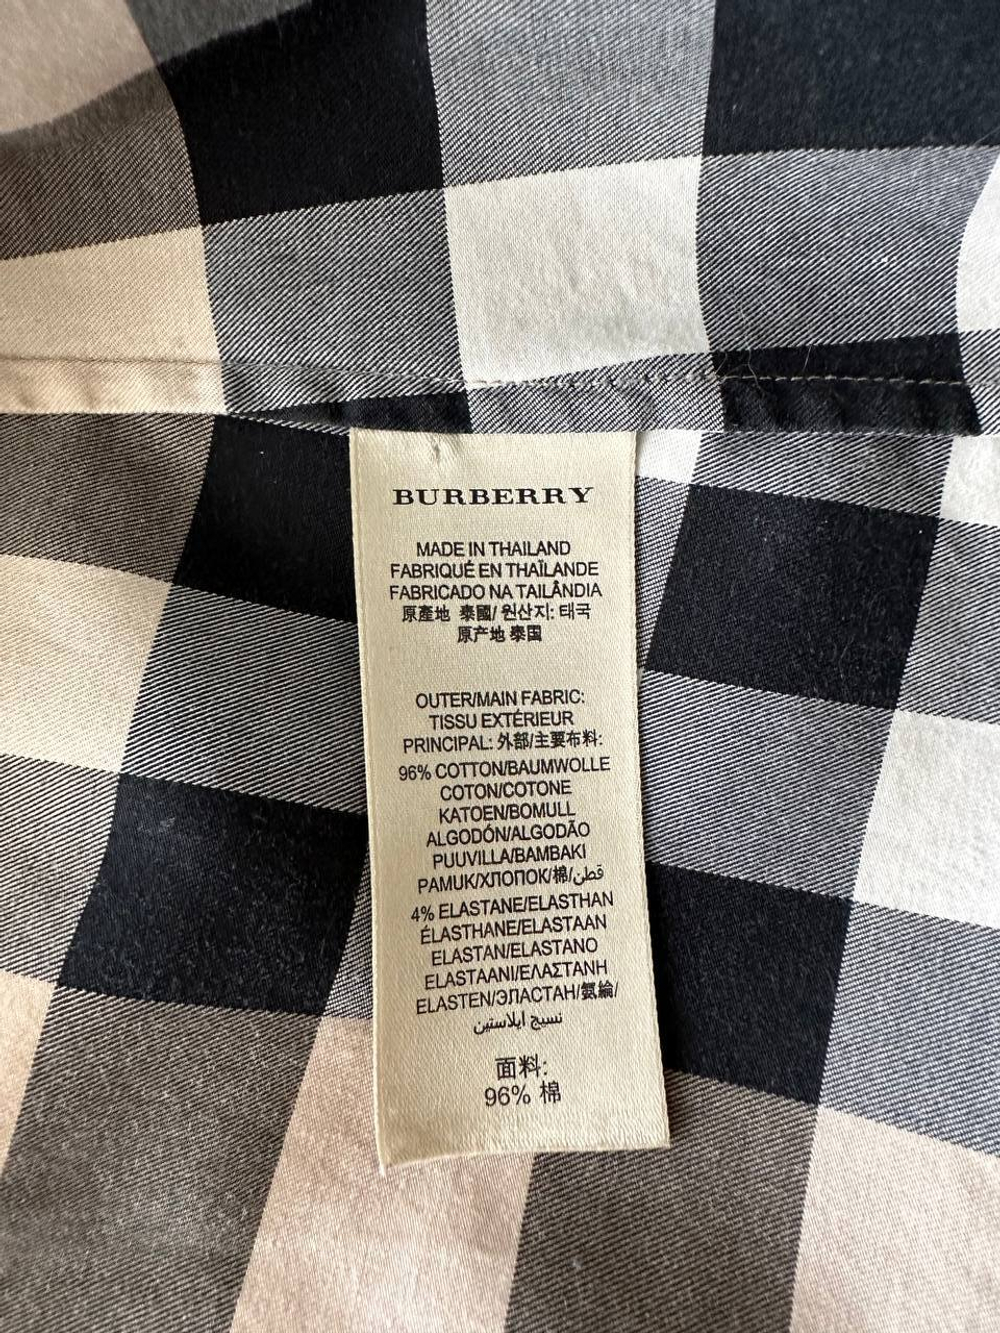 BURBERRY
MADE IN THAILAND
FABRIQUÉ EN THAÏLANDE
FABRICADO NA TAILÂNDIA
原產地 泰國/ 원산지: 태국
原产地 泰国
OUTER/MAIN FABRIC:
TISSU EXTÉRIEUR
PRINCIPAL: 外部/主要布料:
96% COTTON/BAUMWOLLE
COTON/COTONE
KATOEN/BOMULL
ALGODÓN/ALGODÃO
PUUVILLA/BAMBAKI
PAMUK/ХЛОПОК/棉/قطن
4% ELASTANE/ELASTHAN
ÉLASTHANE/ELASTAAN
ELASTAN/ELASTANO
ELASTAANI/ΕΛΑΣΤΑΝΗ
ELASTEN/ЭЛАСТАН/氨綸/
نسيج ايلاستين
面料:
96% 棉